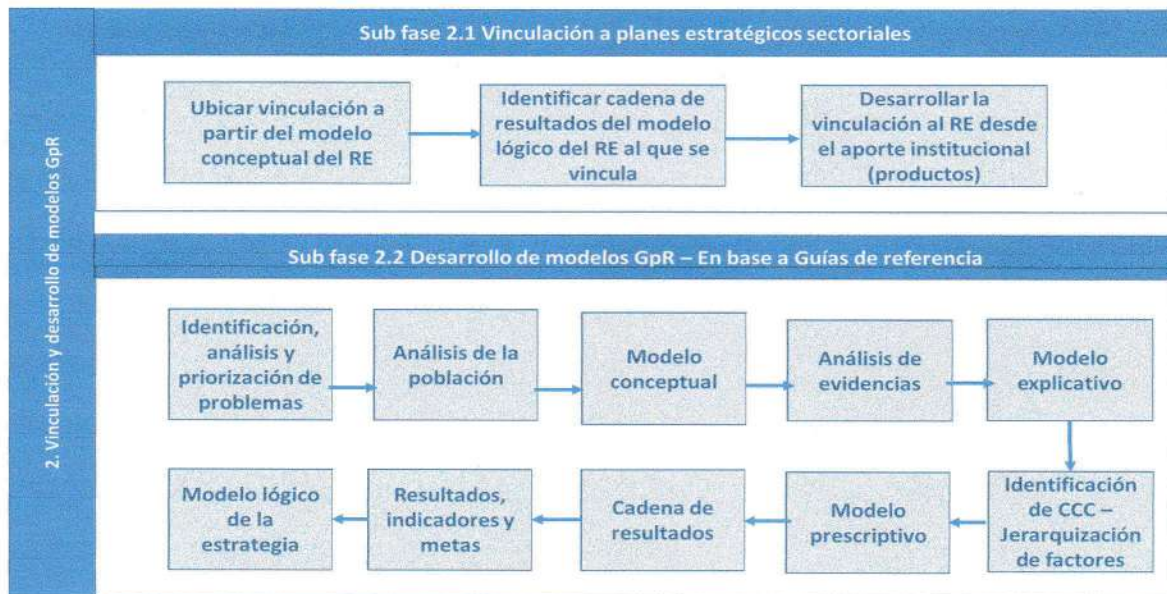 2. Vinculación y desarrollo de modelos GpR
Sub fase 2.1 Vinculación a planes estratégicos sectoriales
Ubicar vinculación a
partir del modelo
conceptual del RE
Identificar cadena de
resultados del modelo
lógico del RE al que se
vincula
Desarrollar la
vinculación al RE desde
el aporte institucional
(productos)
Sub fase 2.2 Desarrollo de modelos GpR – En base a Guías de referencia
Identificación,
análisis y
priorización de
problemas
Análisis de la
población
Modelo
conceptual
Análisis de
evidencias
Modelo
explicativo
Identificación
de CCC –
Jerarquización
de factores
Modelo
prescriptivo
Cadena de
resultados
Resultados,
indicadores y
metas
Modelo lógico
de la
estrategia